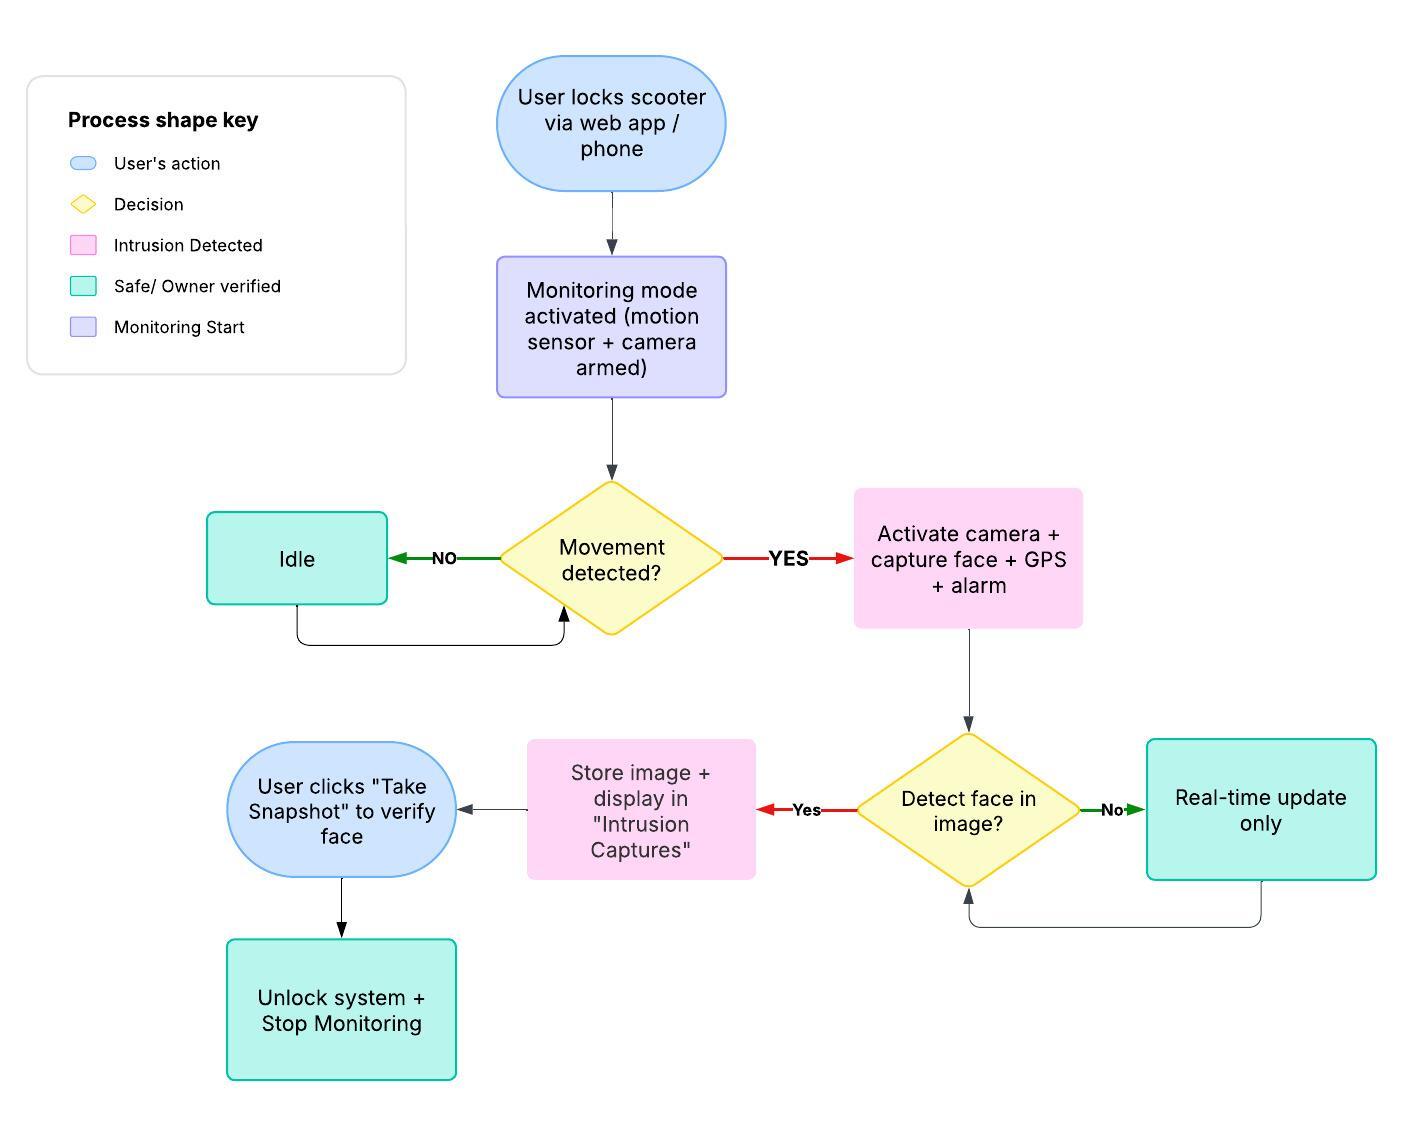 Process shape key
User's action
Decision
Intrusion Detected
Safe/ Owner verified
Monitoring Start
User locks scooter
via web app /
phone
Monitoring mode
activated (motion
sensor + camera
armed)
Idle
NO
Movement
detected?
YES
Activate camera +
capture face + GPS
+ alarm
User clicks "Take
Snapshot" to verify
face
Store image +
display in
"Intrusion
Captures"
Yes
Detect face in
image?
No
Real-time update
only
Unlock system +
Stop Monitoring